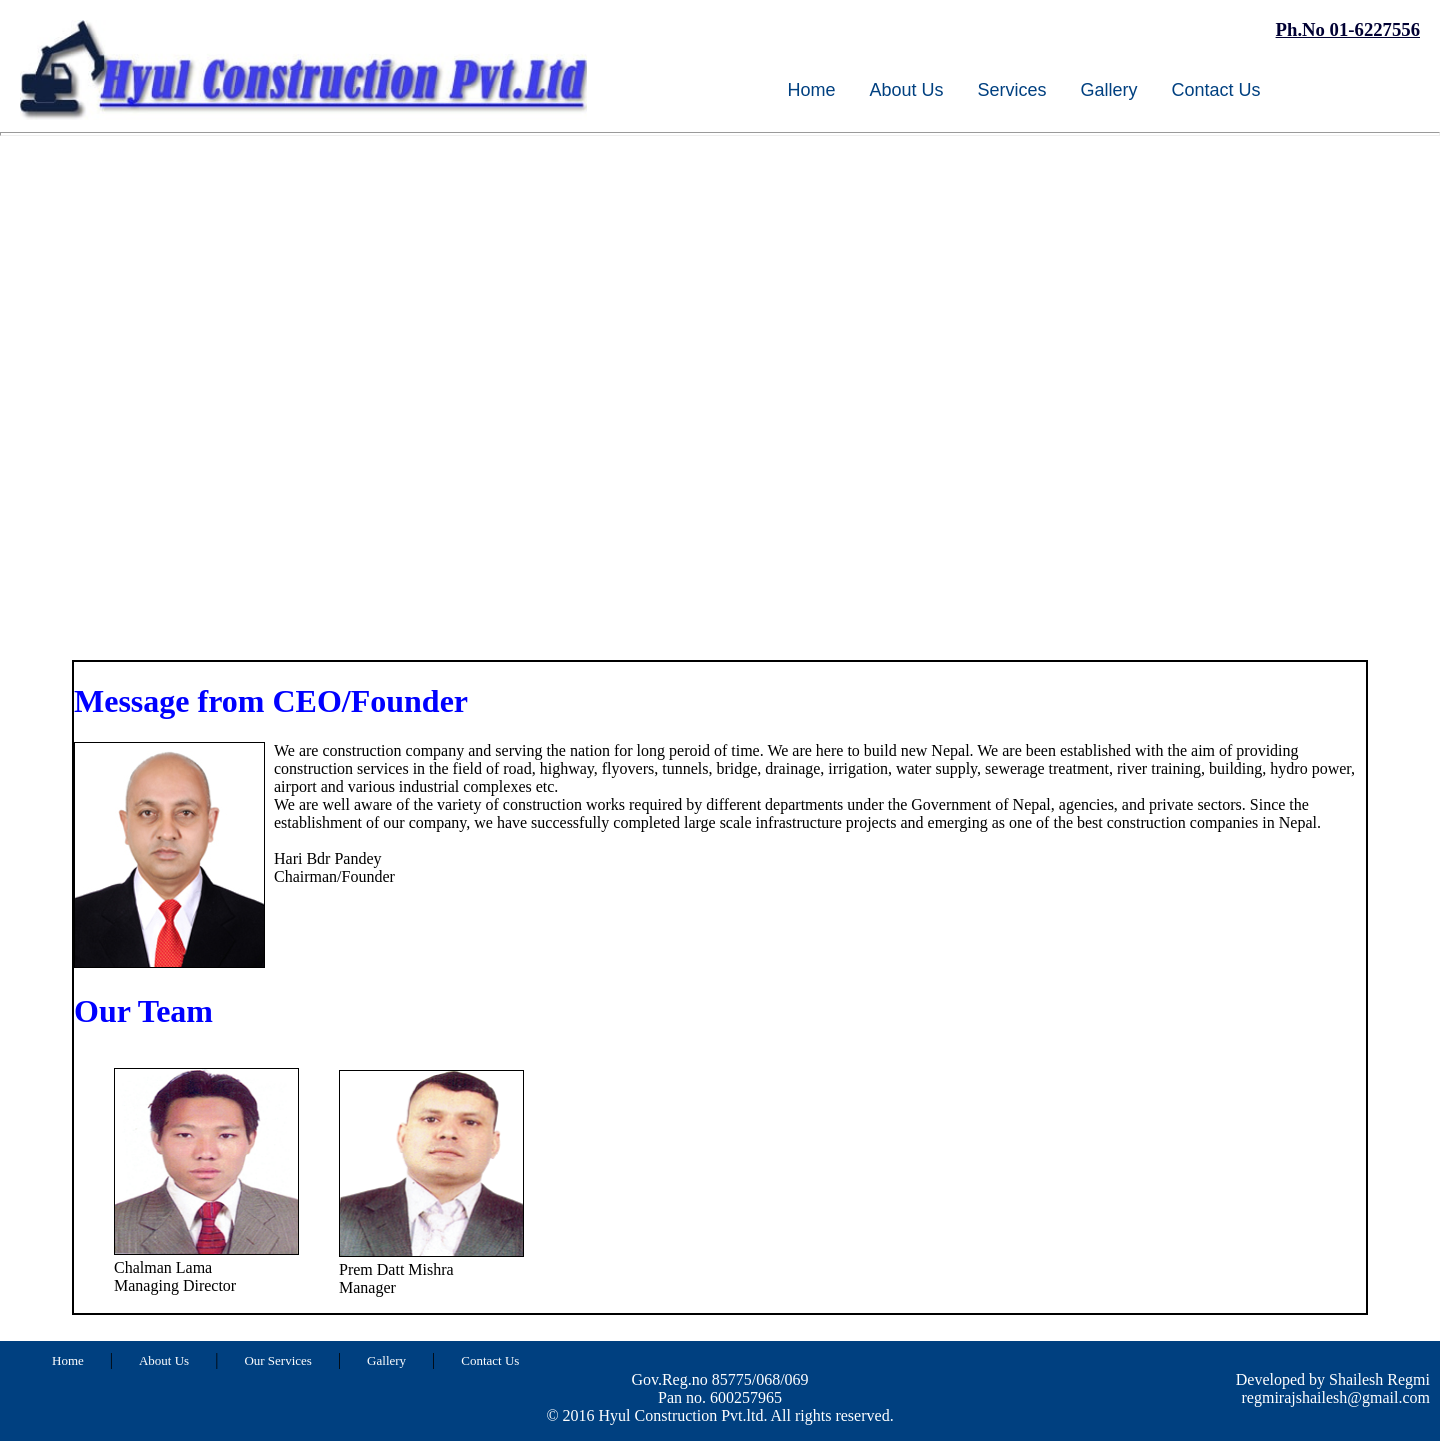 Ph.No 01-6227556
Hyul Construction Pvt.Ltd
Home About Us Services Gallery Contact Us
Message from CEO/Founder
We are construction company and serving the nation for long peroid of time. We are here to build new Nepal. We are been established with the aim of providing
construction services in the field of road, highway, flyovers, tunnels, bridge, drainage, irrigation, water supply, sewerage treatment, river training, building, hydro power,
airport and various industrial complexes etc.
We are well aware of the variety of construction works required by different departments under the Government of Nepal, agencies, and private sectors. Since the
establishment of our company, we have successfully completed large scale infrastructure projects and emerging as one of the best construction companies in Nepal.
Hari Bdr Pandey
Chairman/Founder
Our Team
Chalman Lama
Managing Director
Prem Datt Mishra
Manager
Home | About Us | Our Services | Gallery | Contact Us
Gov.Reg.no 85775/068/069
Pan no. 600257965
© 2016 Hyul Construction Pvt.ltd. All rights reserved.
Developed by Shailesh Regmi
regmirajshailesh@gmail.com